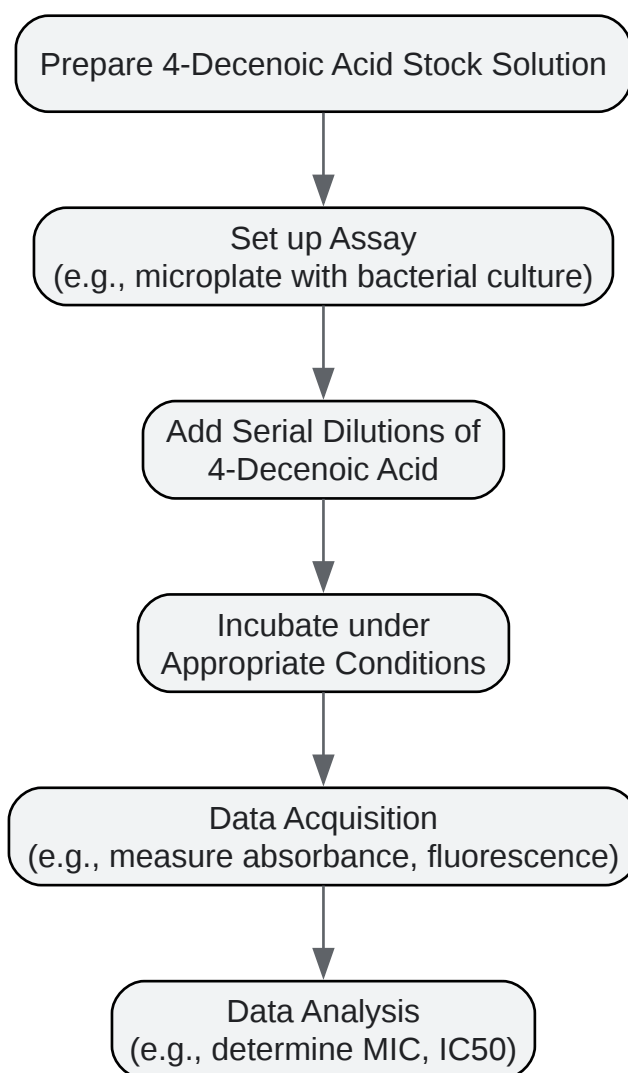 Prepare 4-Decenoic Acid Stock Solution
Set up Assay
(e.g., microplate with bacterial culture)
Add Serial Dilutions of
4-Decenoic Acid
Incubate under
Appropriate Conditions
Data Acquisition
(e.g., measure absorbance, fluorescence)
Data Analysis
(e.g., determine MIC, IC50)